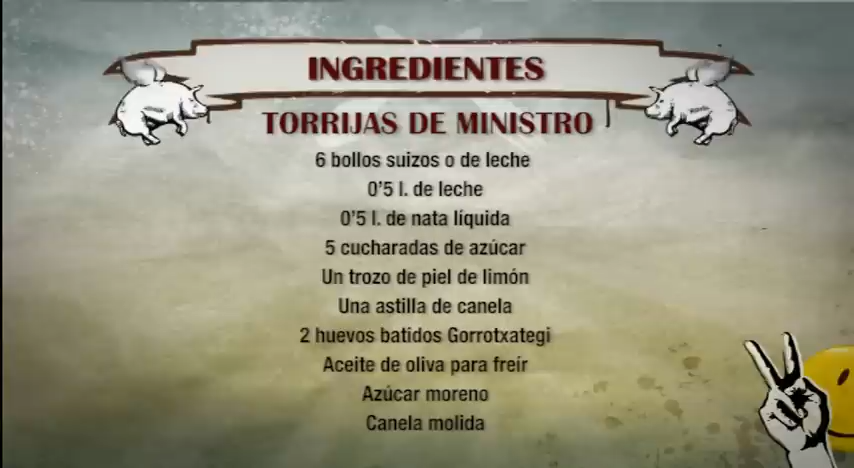 INGREDIENTES
TORRIJAS DE MINISTRO
6 bollos suizos o de leche
0'5 l. de leche
0'5 l. de nata líquida
5 cucharadas de azúcar
Un trozo de piel de limón
Una astilla de canela
2 huevos batidos Gorrotxategi
Aceite de oliva para freír
Azúcar moreno
Canela molida